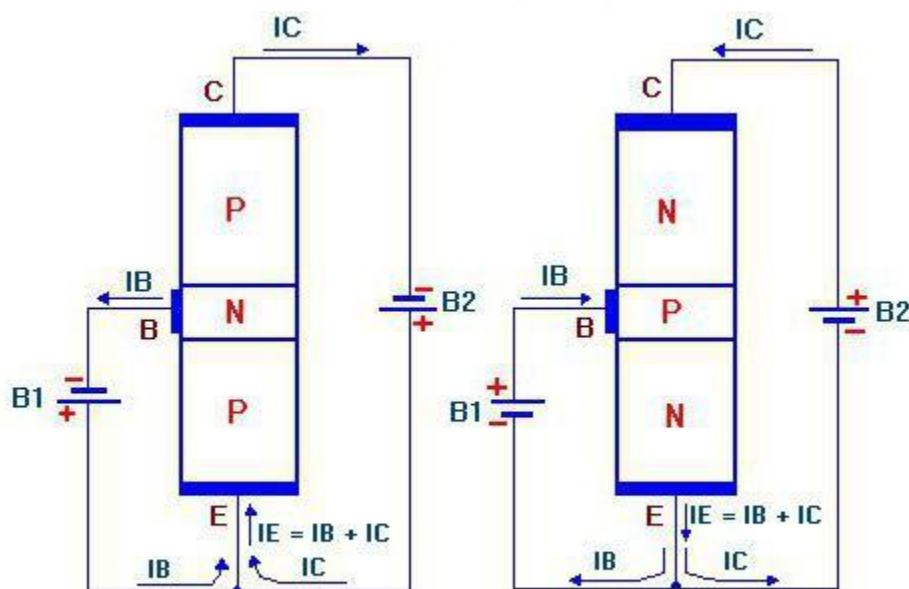 IC
C
P
IB
N
B
B2
- +
B1
- +
P
E
IE = IB + IC
IB
IC
IC
C
N
IB
P
B
B2
+ -
B1
+ -
N
E
IE = IB + IC
IB
IC